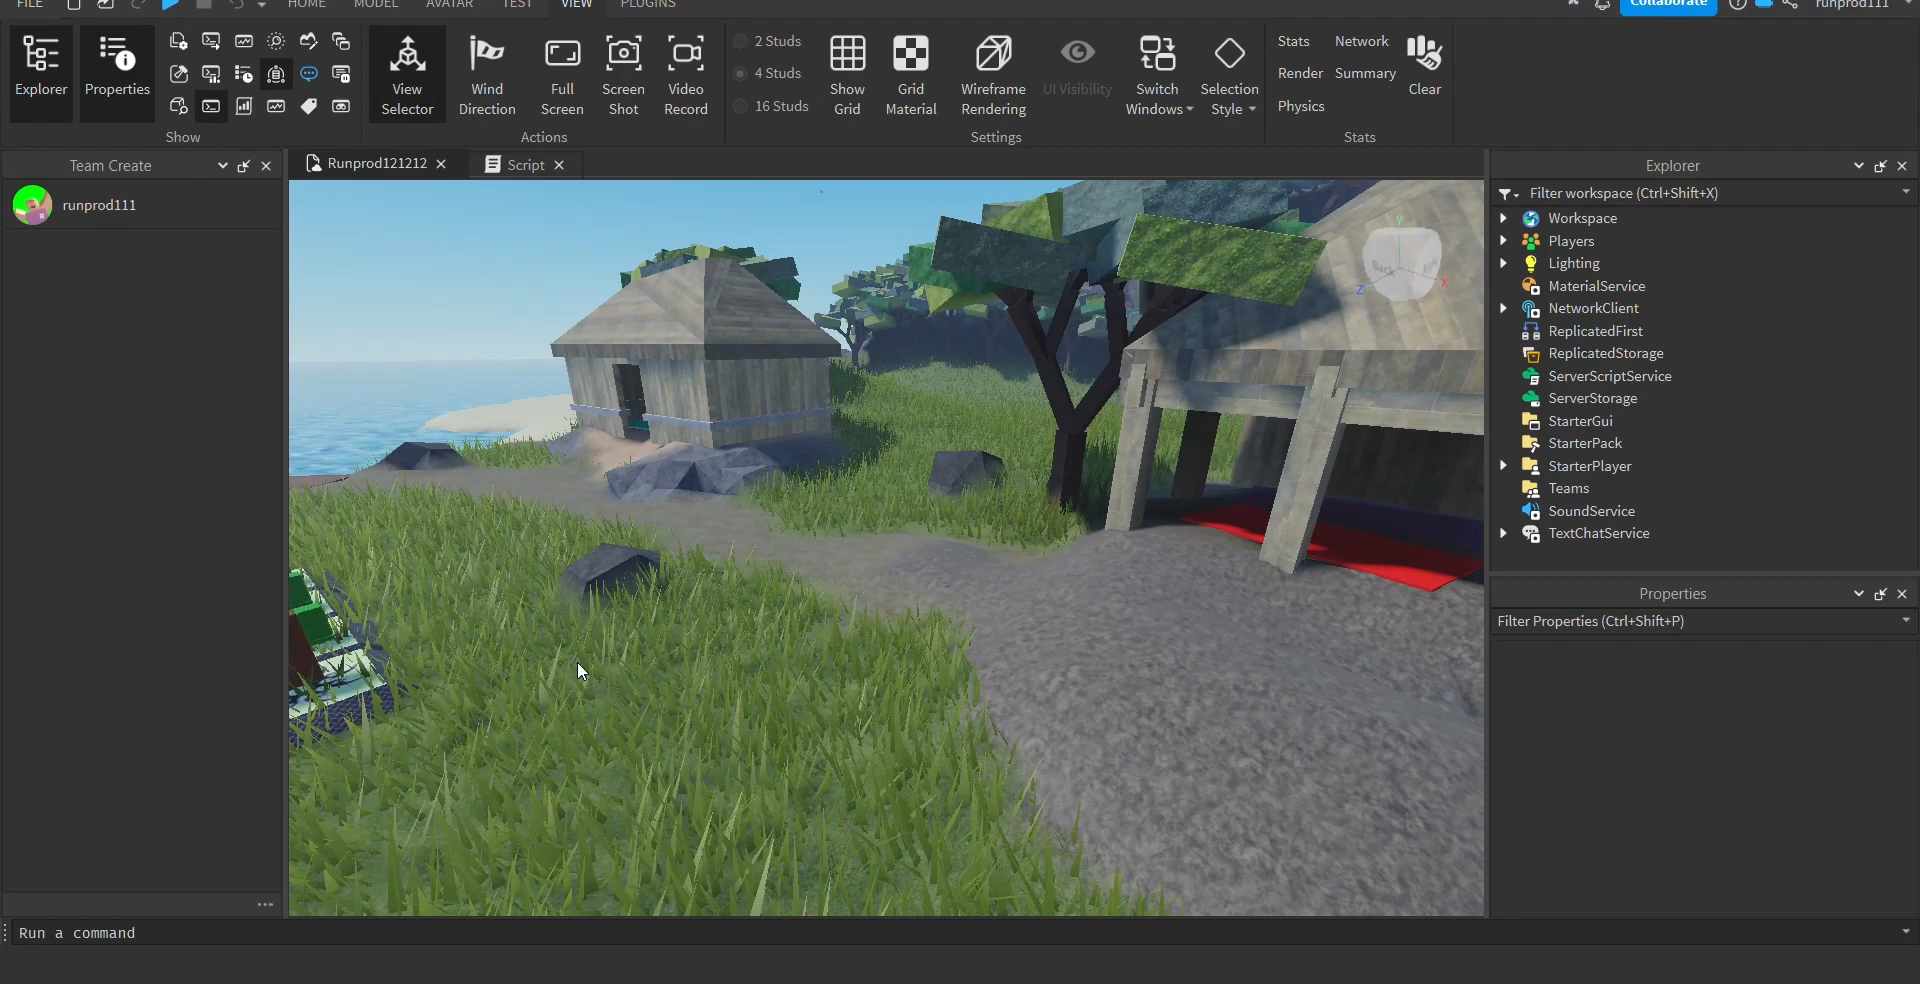 FILE HOME MODEL AVATAR TEST VIEW PLUGINS Collaborate runprod111
Explorer Properties View Selector Wind Direction Full Screen Screen Shot Video Record
2 Studs
4 Studs
16 Studs
Show Grid Grid Material Wireframe Rendering UI Visibility Switch Windows Selection Style
Stats Network
Render Summary
Physics
Clear
Show Actions Settings Stats
Team Create
runprod111
Runprod121212 Script
Y
Back
Z X
Explorer
Filter workspace (Ctrl+Shift+X)
Workspace
Players
Lighting
MaterialService
NetworkClient
ReplicatedFirst
ReplicatedStorage
ServerScriptService
ServerStorage
StarterGui
StarterPack
StarterPlayer
Teams
SoundService
TextChatService
Properties
Filter Properties (Ctrl+Shift+P)
Run a command